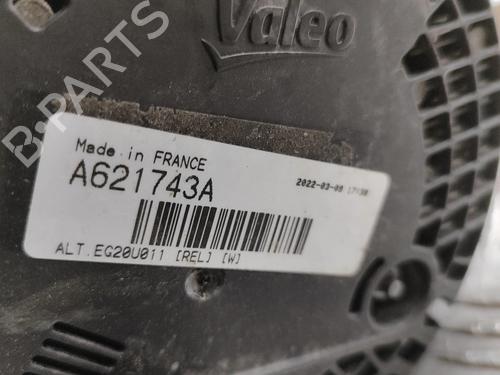 Valeo
B-PARTS
Made in FRANCE
A621743A
2022-03-08 17:38
ALT.EG20U011 [REL] [W]